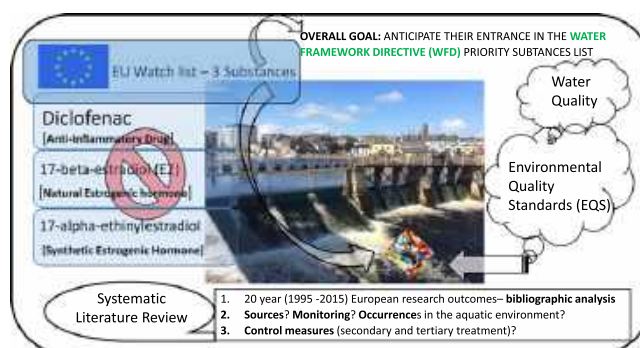 OVERALL GOAL: ANTICIPATE THEIR ENTRANCE IN THE WATER
FRAMEWORK DIRECTIVE (WFD) PRIORITY SUBTANCES LIST
EU Watch list – 3 Substances
Diclofenac
[Anti-Inflammatory Drug]
17-beta-estradiol (E2)
[Natural Estrogenic hormone]
17-alpha-ethinylestradiol
[Synthetic Estrogenic Hormone]
Water
Quality
Environmental
Quality
Standards (EQS)
Systematic
Literature Review
1. 20 year (1995 -2015) European research outcomes– bibliographic analysis
2. Sources? Monitoring? Occurrences in the aquatic environment?
3. Control measures (secondary and tertiary treatment)?